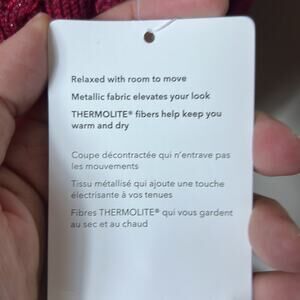 Relaxed with room to move
Metallic fabric elevates your look
THERMOLITE® fibers help keep you
warm and dry
Coupe décontractée qui n'entrave pas
les mouvements
Tissu métallisé qui ajoute une touche
électrisante à vos tenues
Fibres THERMOLITE® qui vous gardent
au sec et au chaud